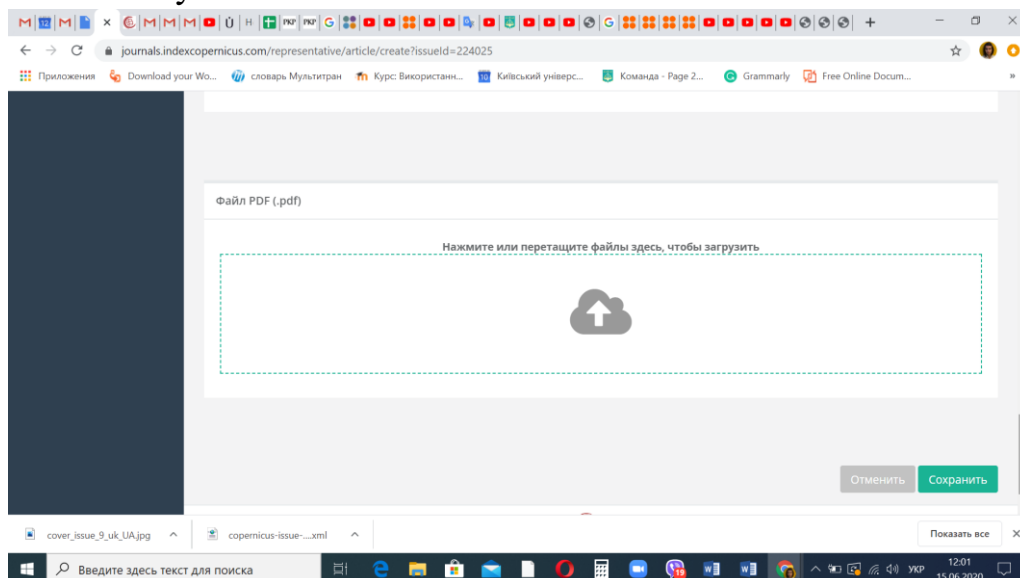 journals.indexcopernicus.com/representative/article/create?issueId=224025
Приложения Download your Wo... словарь Мультитран Курс: Використанн... Київський універс... Команда - Page 2... Grammarly Free Online Docum... »
Файл PDF (.pdf)
Нажмите или перетащите файлы здесь, чтобы загрузить
Отменить Сохранить
cover_issue_9_uk_UA.jpg copernicus-issue-....xml Показать все
Введите здесь текст для поиска УКР 12:01
15.06.2020